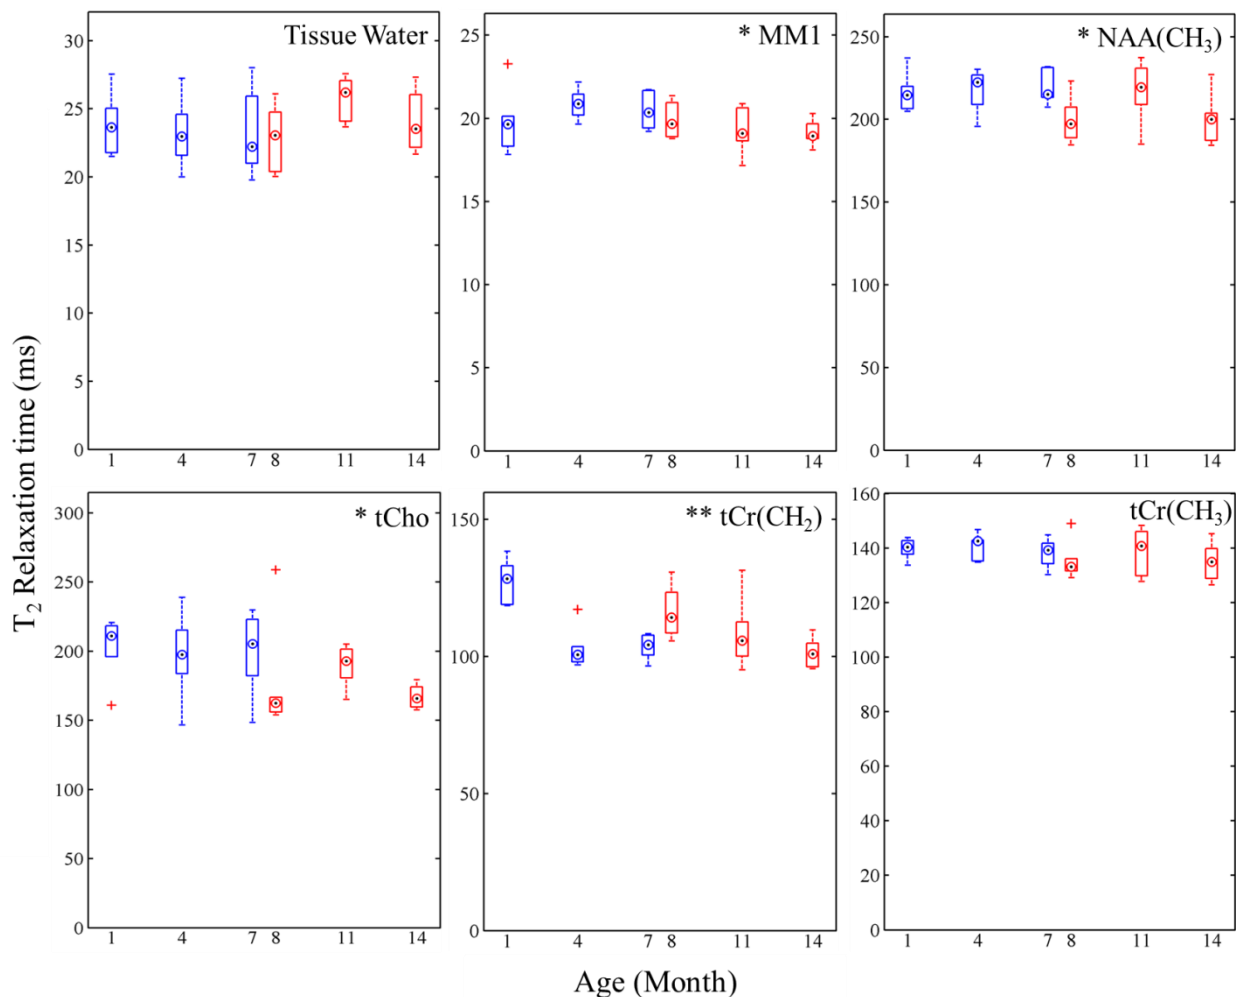 Tissue Water
30
25
20
15
10
5
0
1 4 7 8 11 14
* MM1
25
20
15
10
5
0
1 4 7 8 11 14
* NAA(CH₃)
250
200
150
100
50
0
1 4 7 8 11 14
T₂ Relaxation time (ms)
* tCho
300
250
200
150
100
50
0
1 4 7 8 11 14
** tCr(CH₂)
150
100
50
0
1 4 7 8 11 14
tCr(CH₃)
160
140
120
100
80
60
40
20
0
1 4 7 8 11 14
Age (Month)